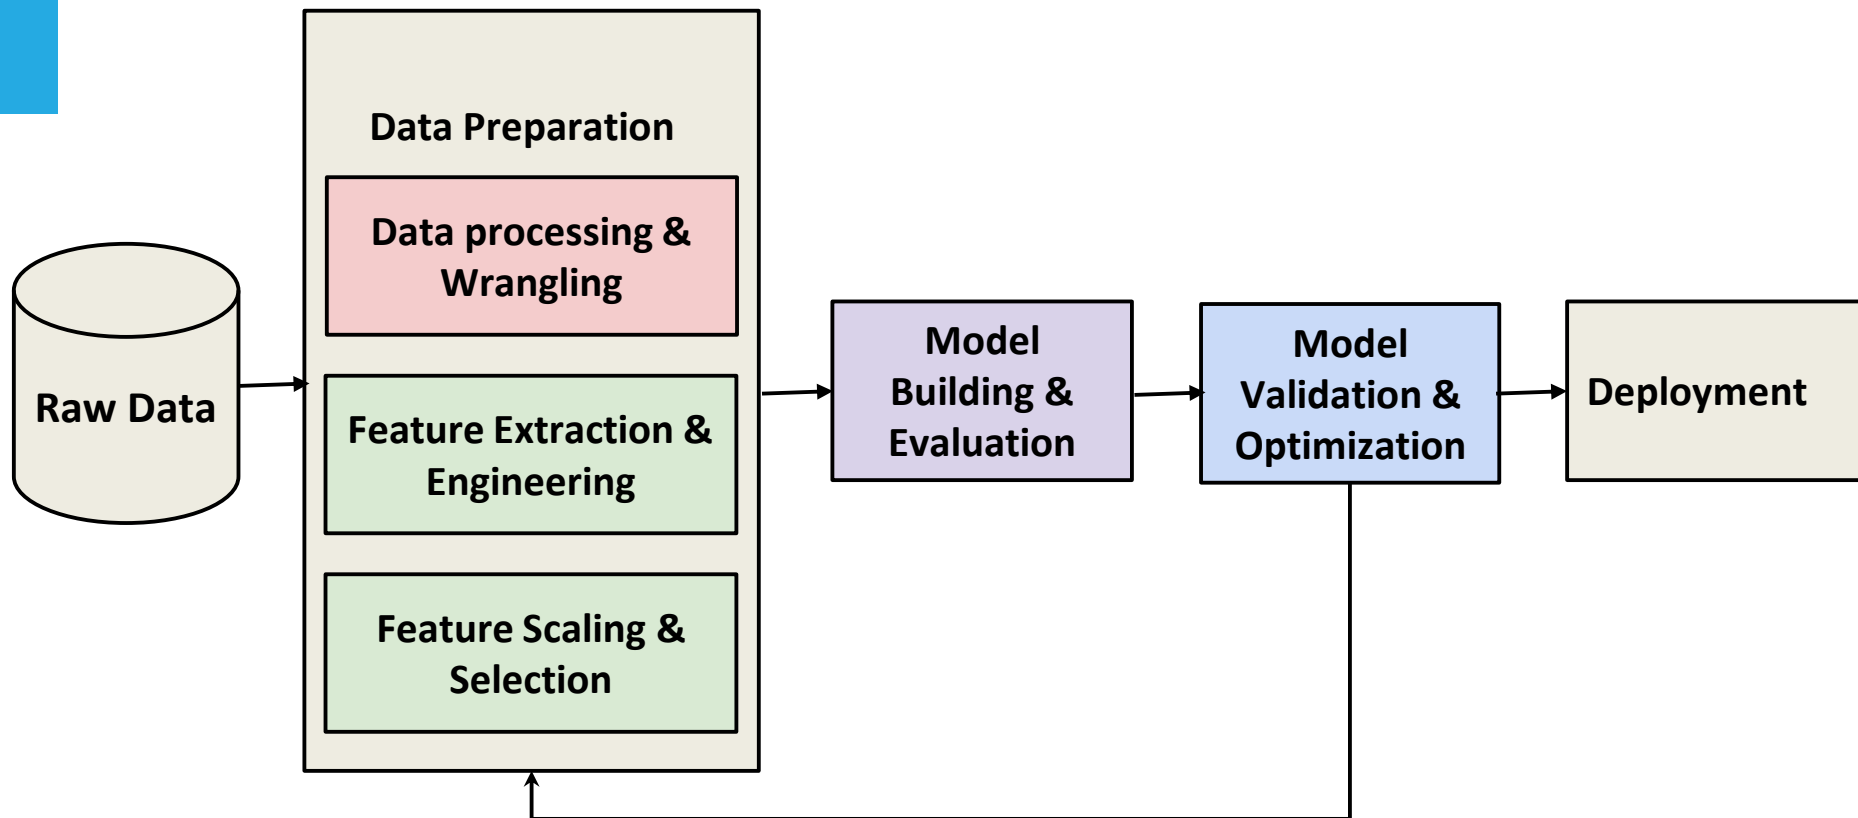 Data Preparation
Data processing &
Wrangling
Raw Data
Feature Extraction &
Engineering
Feature Scaling &
Selection
Model
Building &
Evaluation
Model
Validation &
Optimization
Deployment